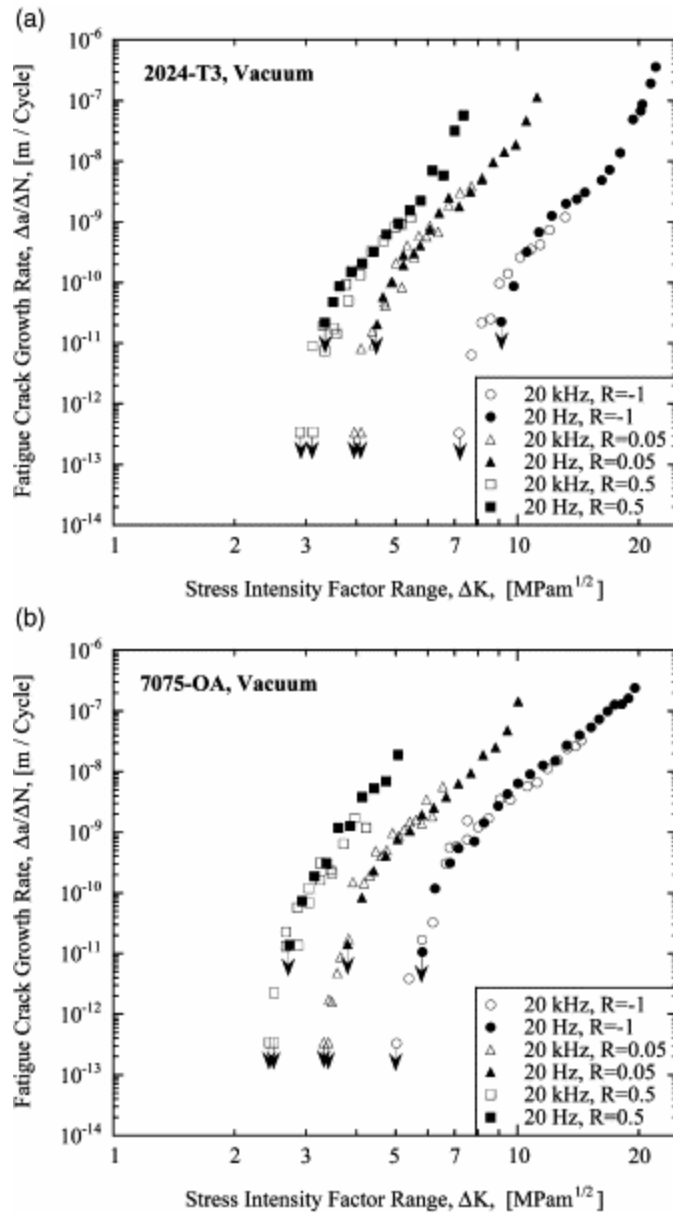 (a)
10⁻⁶
2024-T3, Vacuum
10⁻⁷
10⁻⁸
10⁻⁹
10⁻¹⁰
10⁻¹¹
10⁻¹²
10⁻¹³
10⁻¹⁴
Fatigue Crack Growth Rate, Δa/ΔN, [m / Cycle]
20 kHz, R=-1
20 Hz, R=-1
20 kHz, R=0.05
20 Hz, R=0.05
20 kHz, R=0.5
20 Hz, R=0.5
1 2 3 5 7 10 20
Stress Intensity Factor Range, ΔK, [MPam¹ᐟ²]
(b)
10⁻⁶
7075-OA, Vacuum
10⁻⁷
10⁻⁸
10⁻⁹
10⁻¹⁰
10⁻¹¹
10⁻¹²
10⁻¹³
10⁻¹⁴
Fatigue Crack Growth Rate, Δa/ΔN, [m / Cycle]
20 kHz, R=-1
20 Hz, R=-1
20 kHz, R=0.05
20 Hz, R=0.05
20 kHz, R=0.5
20 Hz, R=0.5
1 2 3 5 7 10 20
Stress Intensity Factor Range, ΔK, [MPam¹ᐟ²]